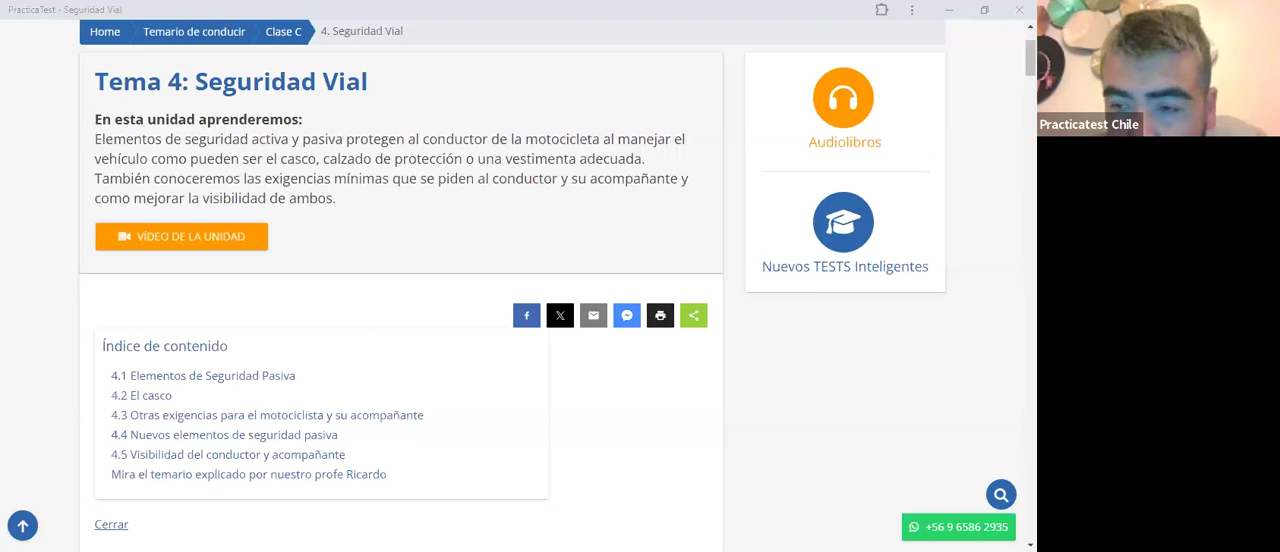 PracticaTest - Seguridad Vial
Home Temario de conducir Clase C 4. Seguridad Vial
Tema 4: Seguridad Vial
En esta unidad aprenderemos:
Elementos de seguridad activa y pasiva protegen al conductor de la motocicleta al manejar el
vehículo como pueden ser el casco, calzado de protección o una vestimenta adecuada.
También conoceremos las exigencias mínimas que se piden al conductor y su acompañante y
como mejorar la visibilidad de ambos.
VÍDEO DE LA UNIDAD
Audiolibros
Nuevos TESTS Inteligentes
Practicatest Chile
Índice de contenido
4.1 Elementos de Seguridad Pasiva
4.2 El casco
4.3 Otras exigencias para el motociclista y su acompañante
4.4 Nuevos elementos de seguridad pasiva
4.5 Visibilidad del conductor y acompañante
Mira el temario explicado por nuestro profe Ricardo
Cerrar
+56 9 6586 2935